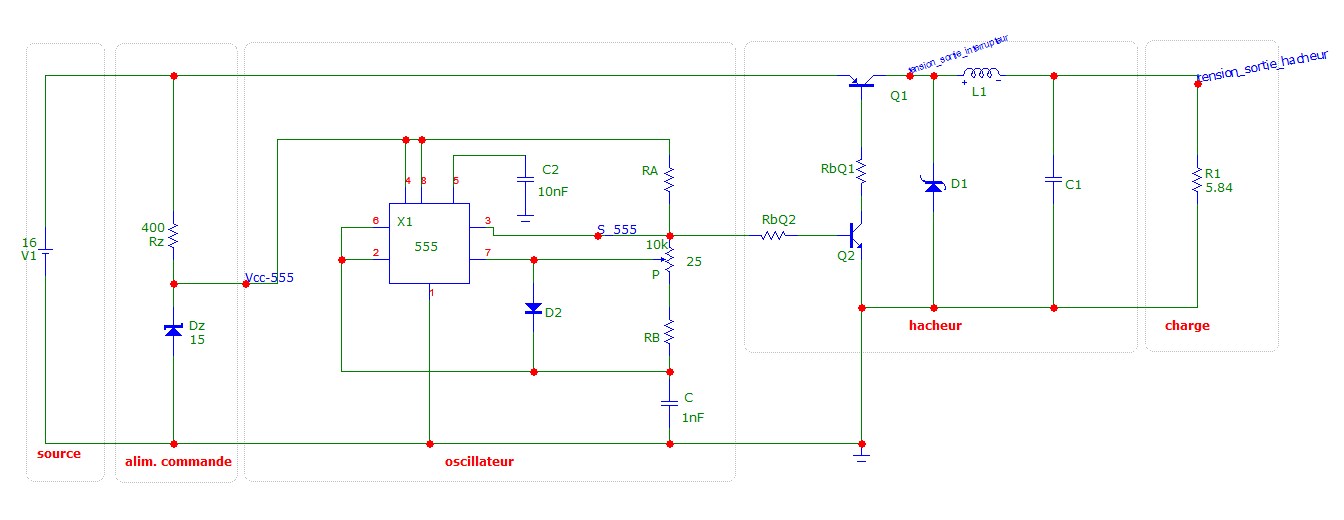 tension_sortie_interrupteur
tension_sortie_hacheur
Q1
L1
+
−
4
8
5
C2
10nF
RA
RbQ1
D1
C1
R1
5.84
16
V1
400
Rz
6
X1
3
S_555
RbQ2
555
10k
25
2
7
P
Q2
Vcc-555
1
D2
Dz
15
RB
hacheur
charge
C
1nF
source
alim. commande
oscillateur